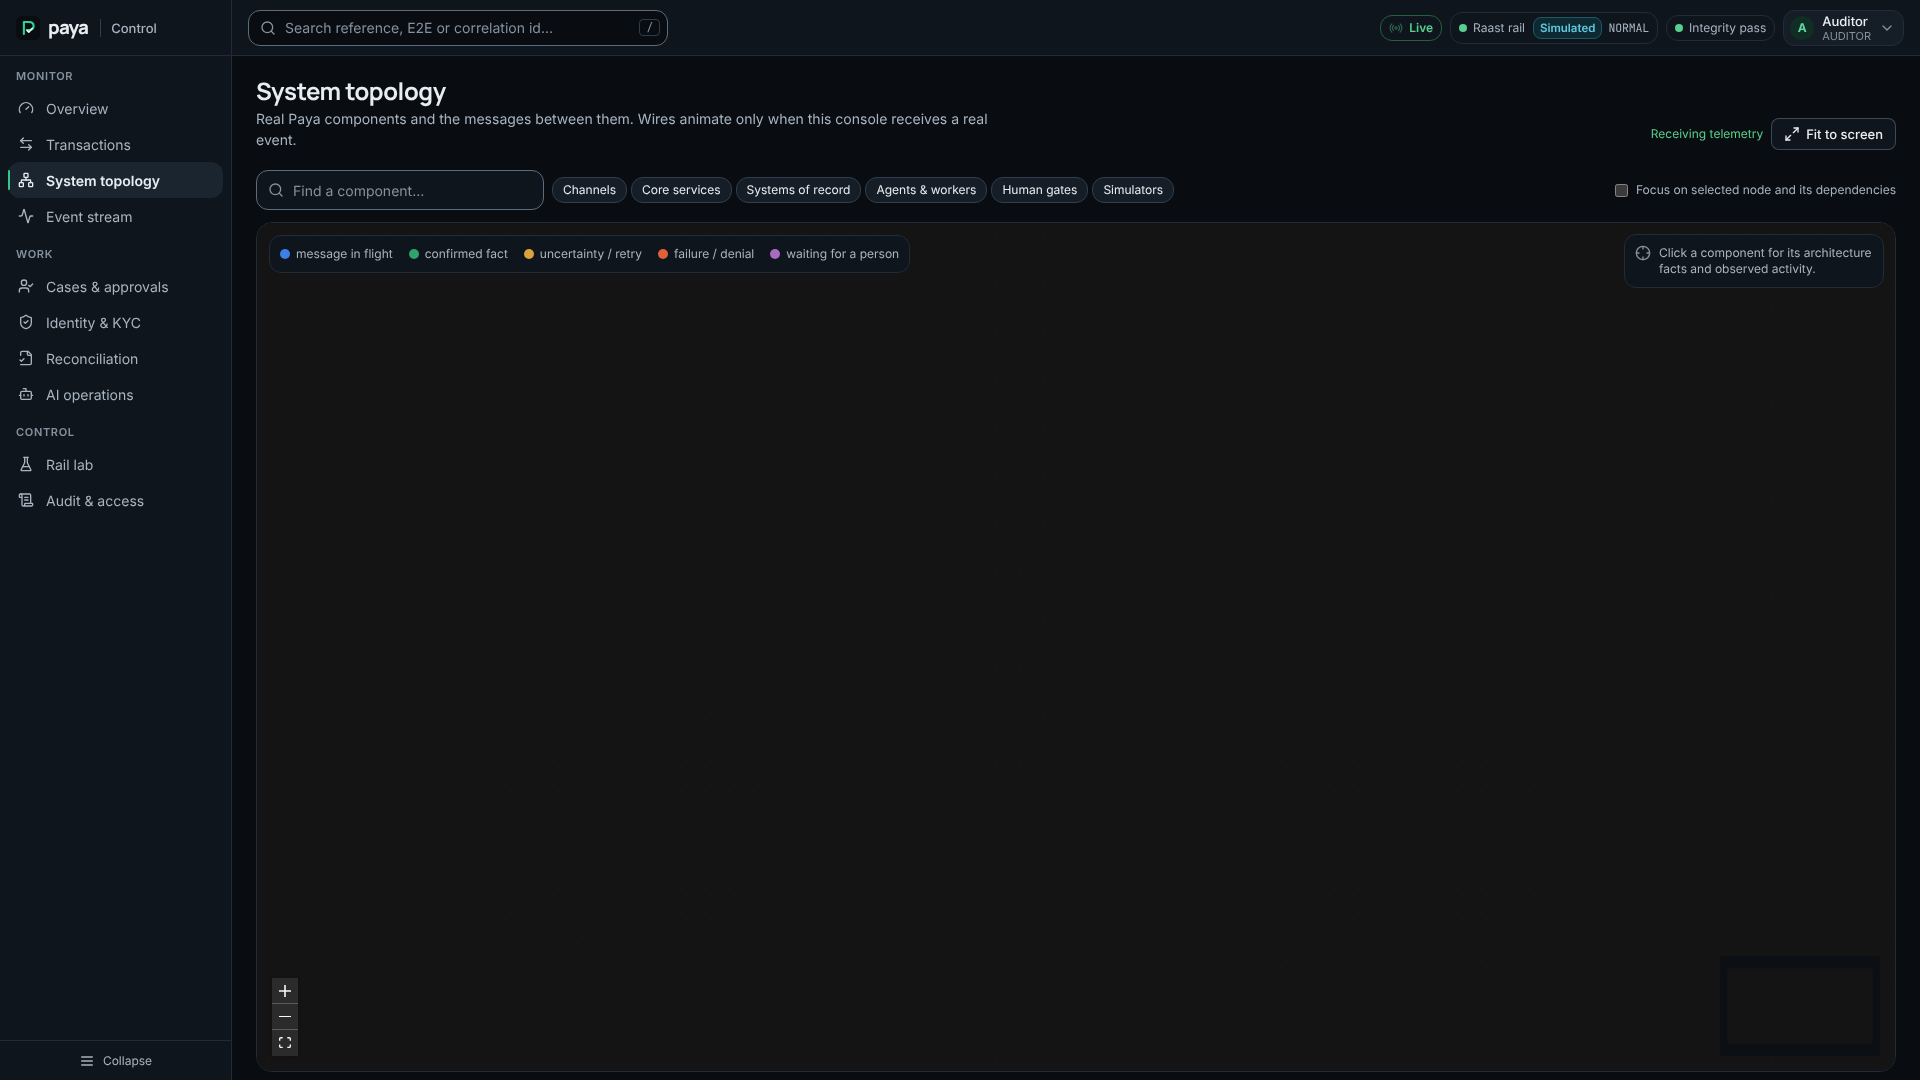 paya
Control
Search reference, E2E or correlation id...
/
Live
Raast rail
Simulated
NORMAL
Integrity pass
A
Auditor
AUDITOR
MONITOR
Overview
Transactions
System topology
Event stream
WORK
Cases & approvals
Identity & KYC
Reconciliation
AI operations
CONTROL
Rail lab
Audit & access
Collapse
System topology
Real Paya components and the messages between them. Wires animate only when this console receives a real
event.
Receiving telemetry
Fit to screen
Find a component...
Channels
Core services
Systems of record
Agents & workers
Human gates
Simulators
Focus on selected node and its dependencies
message in flight
confirmed fact
uncertainty / retry
failure / denial
waiting for a person
Click a component for its architecture
facts and observed activity.